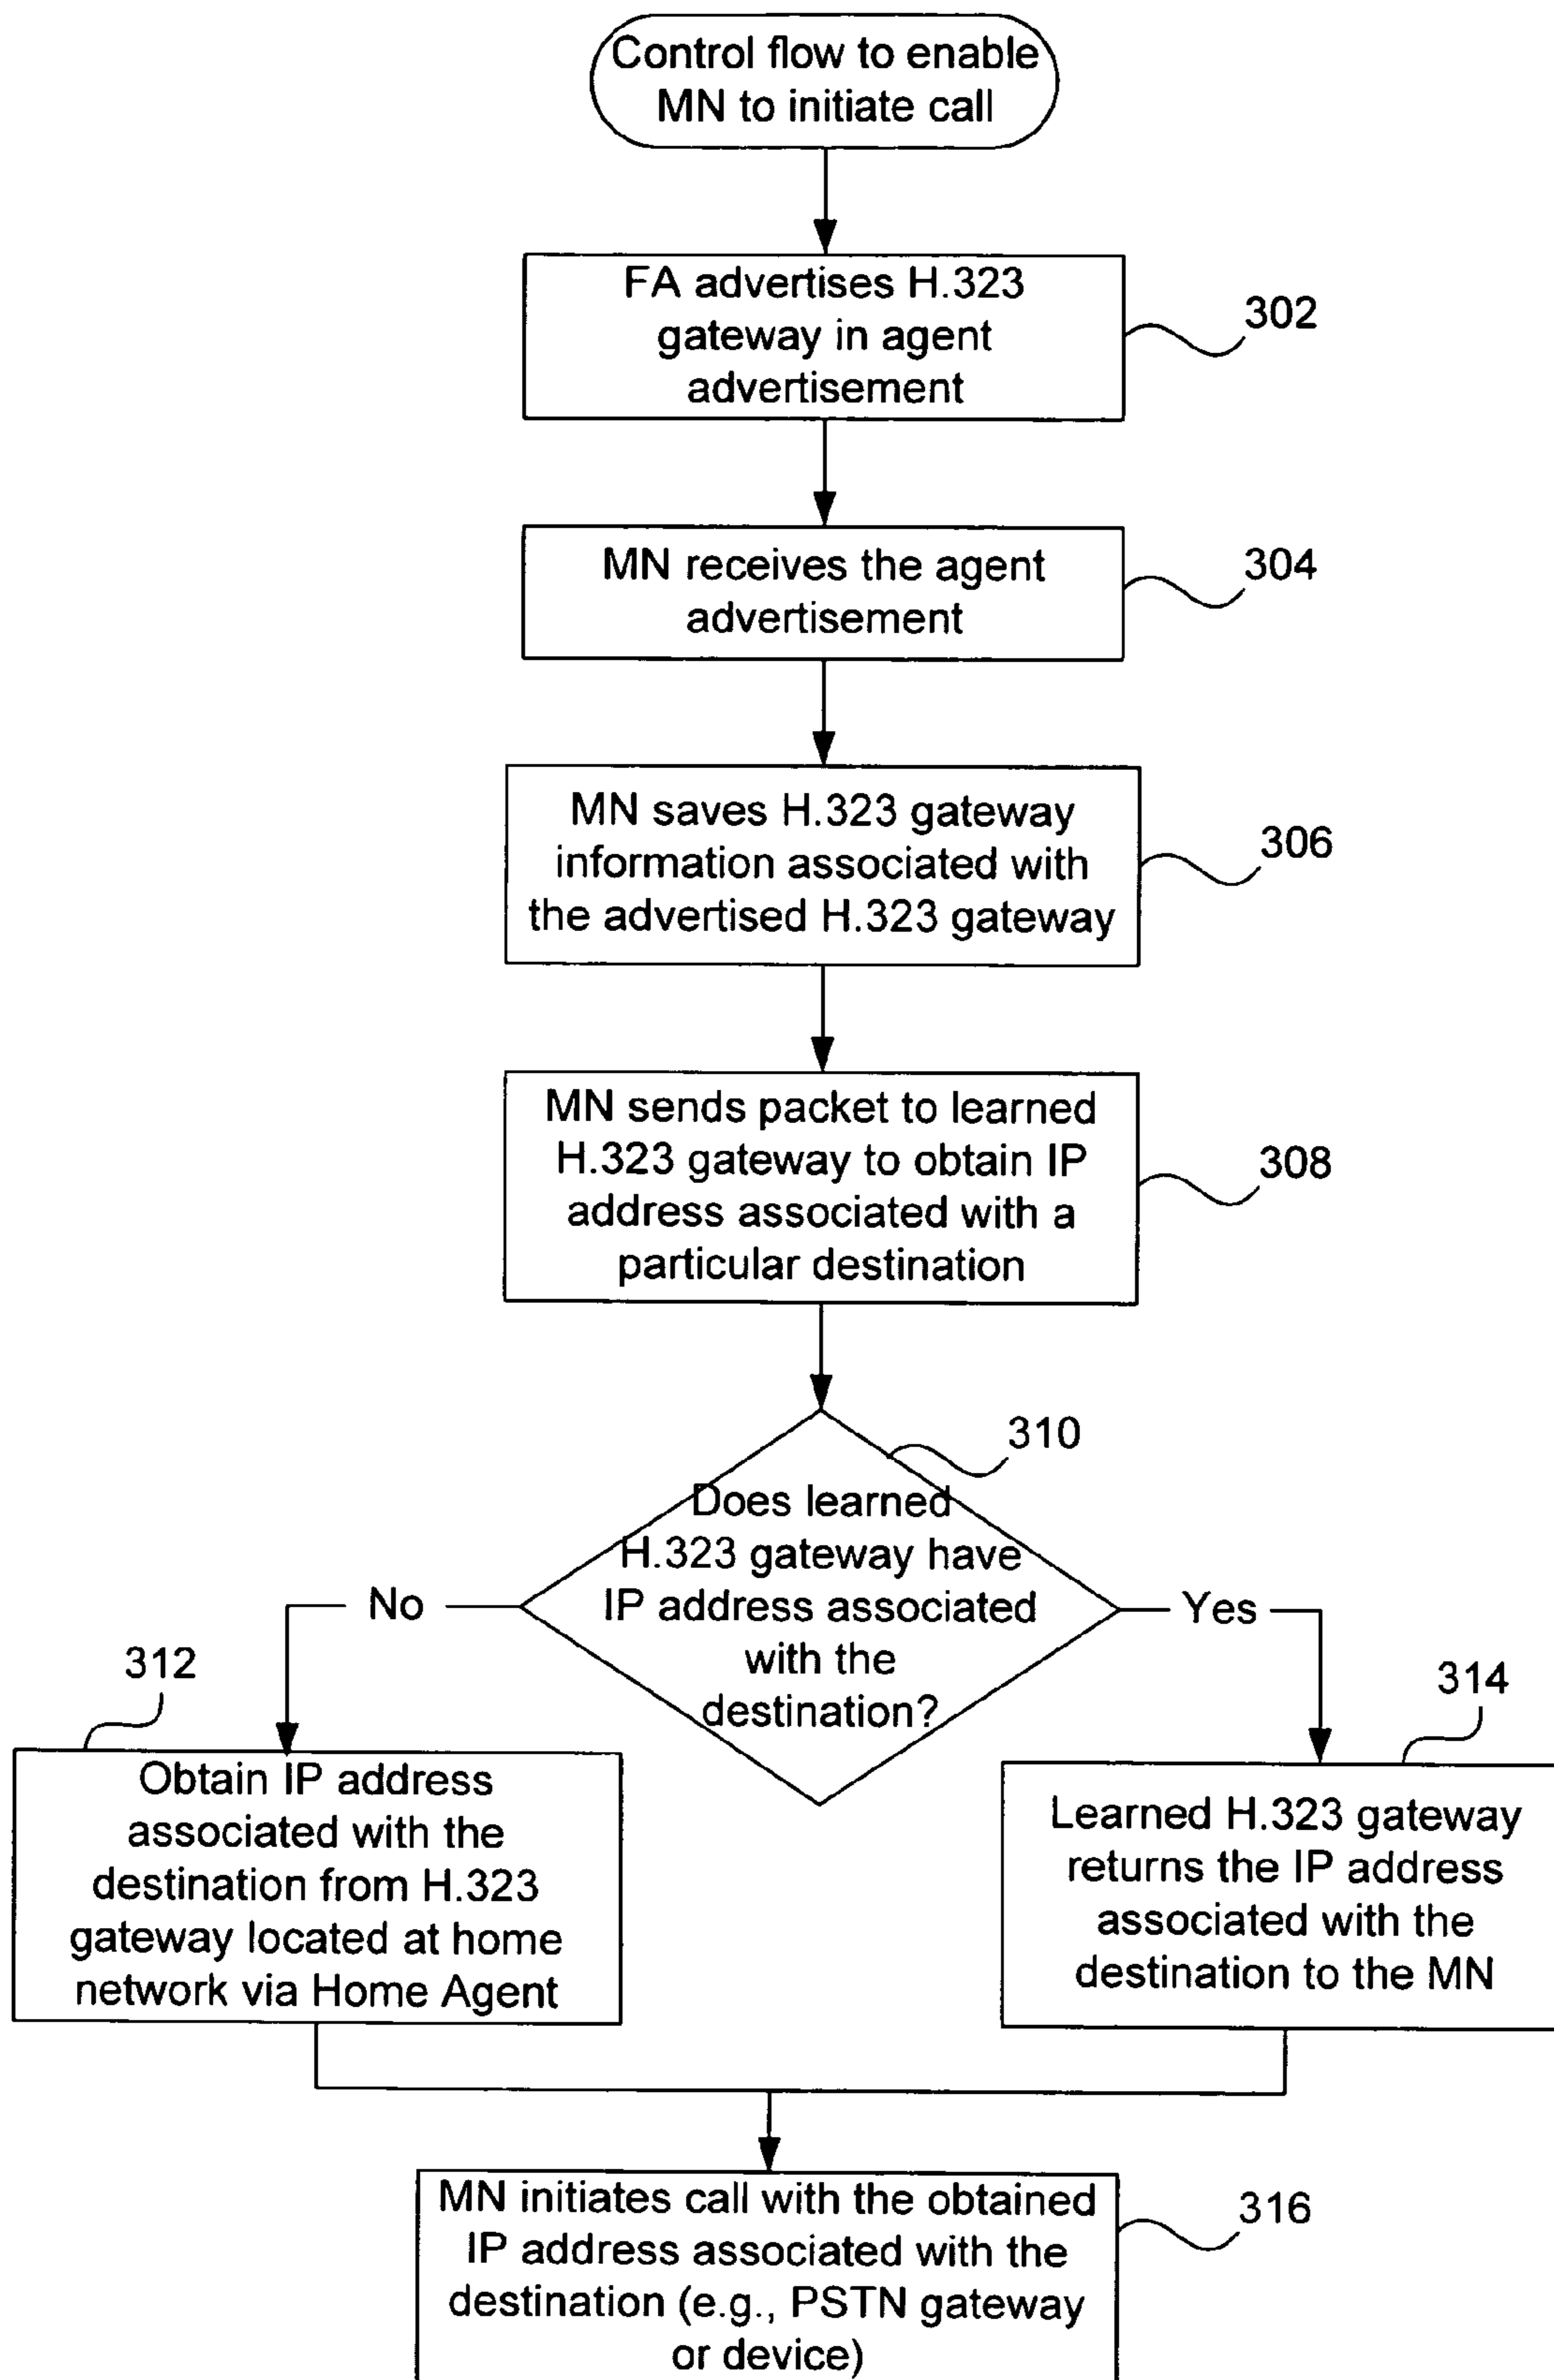 Control flow to enable
MN to initiate call
FA advertises H.323
gateway in agent
advertisement
302
MN receives the agent
advertisement
304
MN saves H.323 gateway
information associated with
the advertised H.323 gateway
306
MN sends packet to learned
H.323 gateway to obtain IP
address associated with a
particular destination
308
310
Does learned
H.323 gateway have
IP address associated
with the
destination?
No
Yes
312
Obtain IP address
associated with the
destination from H.323
gateway located at home
network via Home Agent
314
Learned H.323 gateway
returns the IP address
associated with the
destination to the MN
MN initiates call with the obtained
IP address associated with the
destination (e.g., PSTN gateway
or device)
316